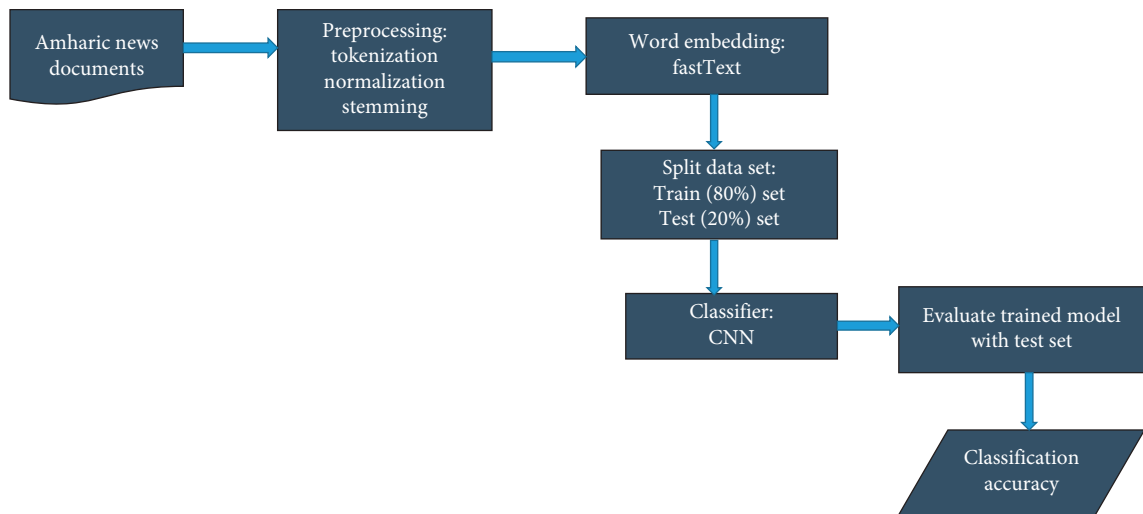 Amharic news
documents
Preprocessing:
tokenization
normalization
stemming
Word embedding:
fastText
Split data set:
Train (80%) set
Test (20%) set
Classifier:
CNN
Evaluate trained model
with test set
Classification
accuracy